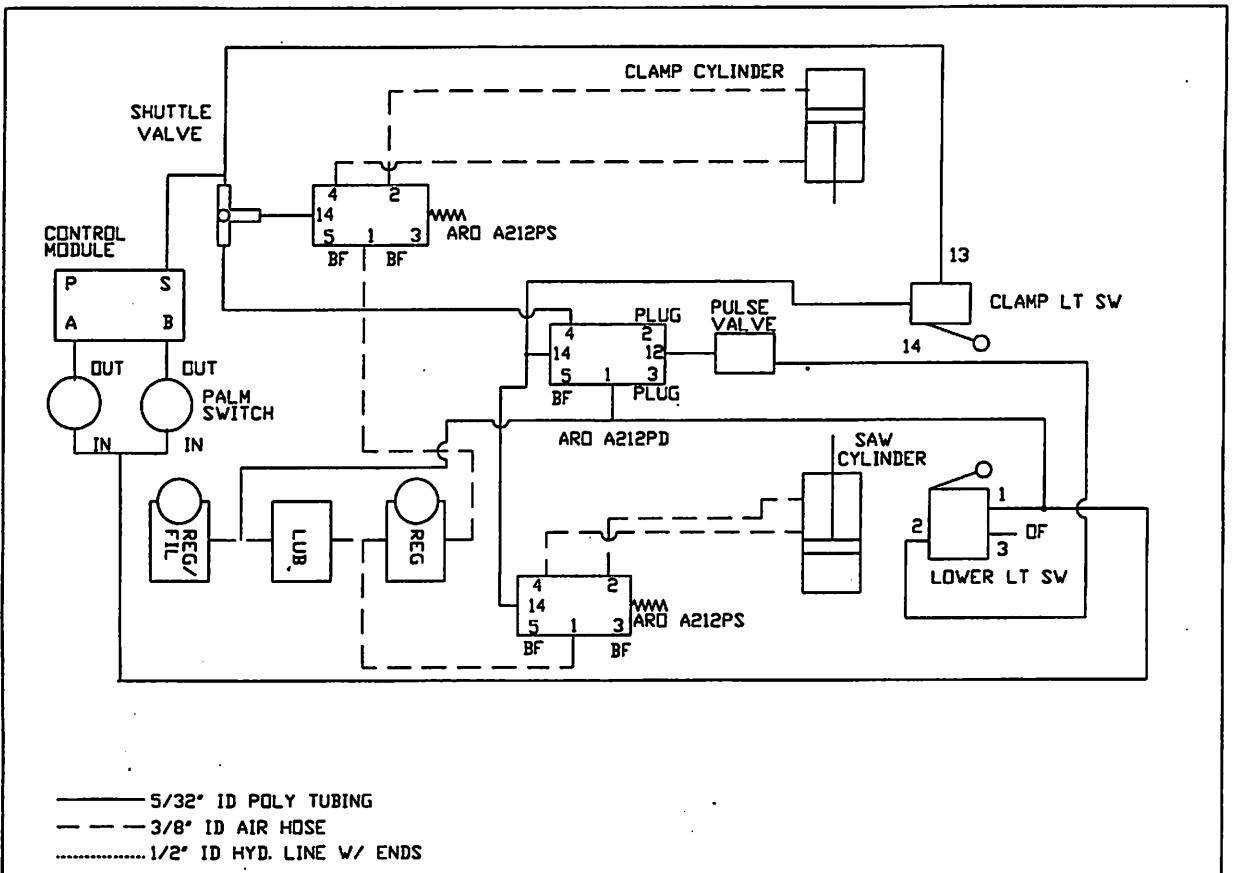 CLAMP CYLINDER
SHUTTLE
VALVE
4
2
14
5
1
3
ARO A212PS
BF
BF
CONTROL
MODULE
P
S
A
B
OUT
OUT
PALM
SWITCH
IN
IN
13
CLAMP LT SW
14
PLUG
PULSE
VALVE
4
2
14
12
5
1
3
BF
PLUG
ARO A212PD
SAW
CYLINDER
1
2
OF
3
LOWER LT SW
REG/
FIL
LUB.
REG
4
2
14
5
1
3
ARO A212PS
BF
BF
5/32" ID POLY TUBING
3/8" ID AIR HOSE
1/2" ID HYD. LINE W/ ENDS